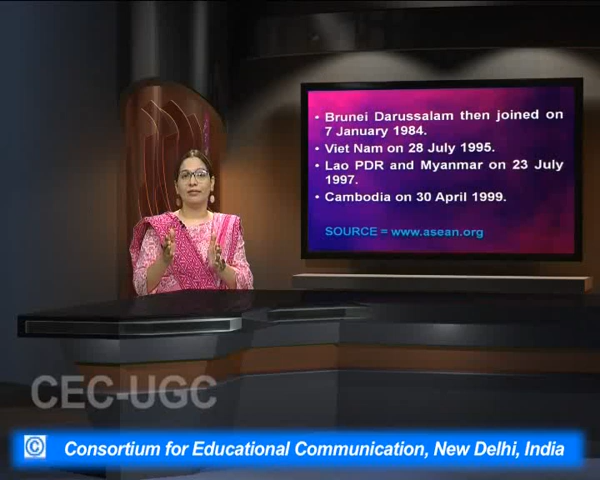 • Brunei Darussalam then joined on
7 January 1984.
• Viet Nam on 28 July 1995.
• Lao PDR and Myanmar on 23 July
1997.
• Cambodia on 30 April 1999.
SOURCE = www.asean.org
CEC-UGC
© Consortium for Educational Communication, New Delhi, India